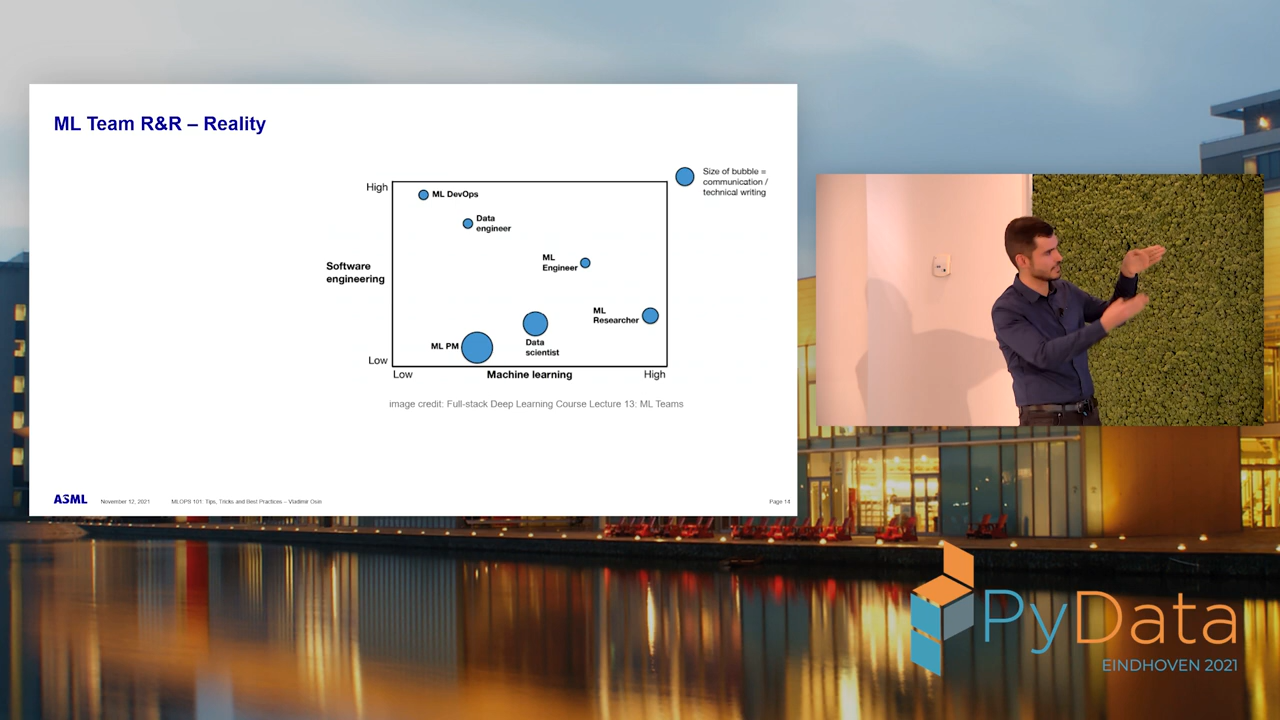 ML Team R&R – Reality
Size of bubble =
communication /
technical writing
High
ML DevOps
Data
engineer
ML
Engineer
Software
engineering
ML
Researcher
ML PM
Data
scientist
Low
Low
Machine learning
High
image credit: Full-stack Deep Learning Course Lecture 13: ML Teams
ASML
November 12, 2021
MLOPS 101: Tips, Tricks and Best Practices – Vladimir Osin
Page 14
PyData
EINDHOVEN 2021